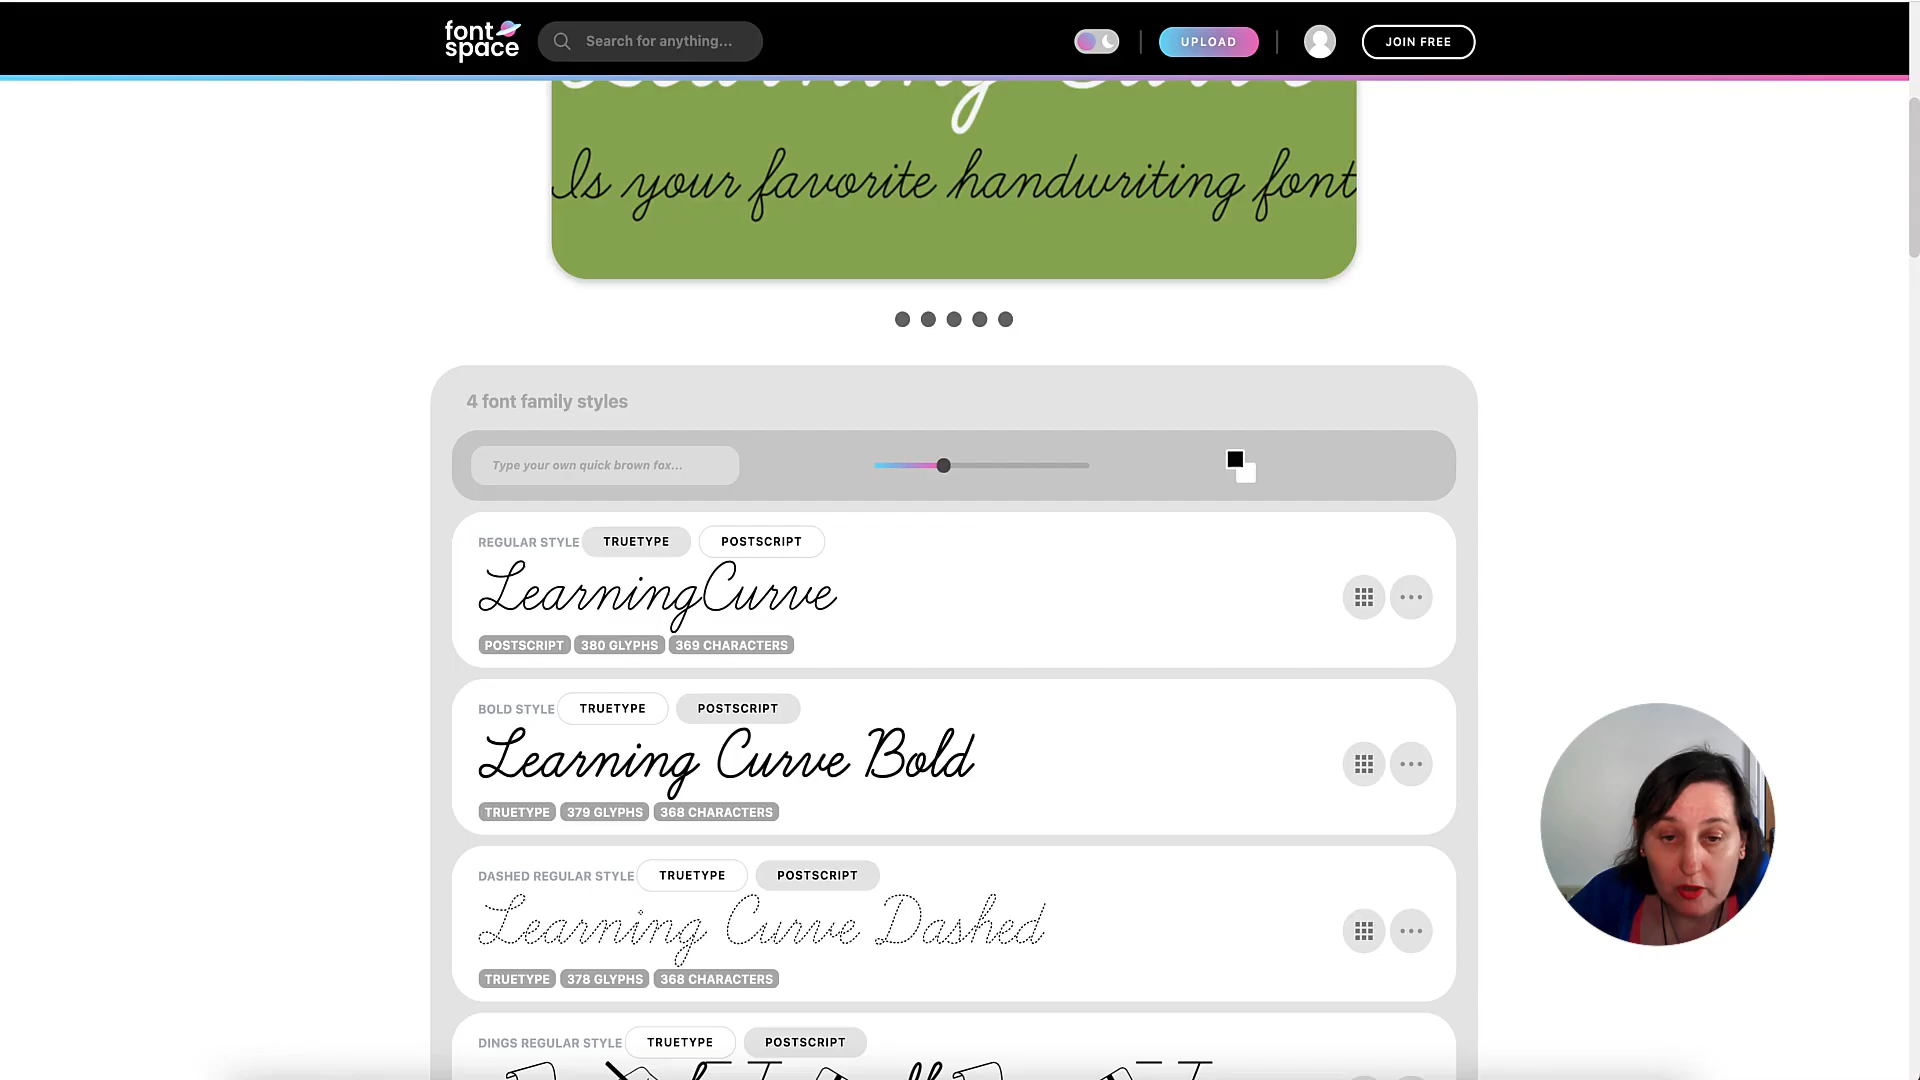 font
space
Search for anything...
UPLOAD
JOIN FREE
Learning Curve
Is your favorite handwriting font
4 font family styles
Type your own quick brown fox...
REGULAR STYLE TRUETYPE POSTSCRIPT
LearningCurve
POSTSCRIPT 380 GLYPHS 369 CHARACTERS
BOLD STYLE TRUETYPE POSTSCRIPT
Learning Curve Bold
TRUETYPE 379 GLYPHS 368 CHARACTERS
DASHED REGULAR STYLE TRUETYPE POSTSCRIPT
Learning Curve Dashed
TRUETYPE 378 GLYPHS 368 CHARACTERS
DINGS REGULAR STYLE TRUETYPE POSTSCRIPT